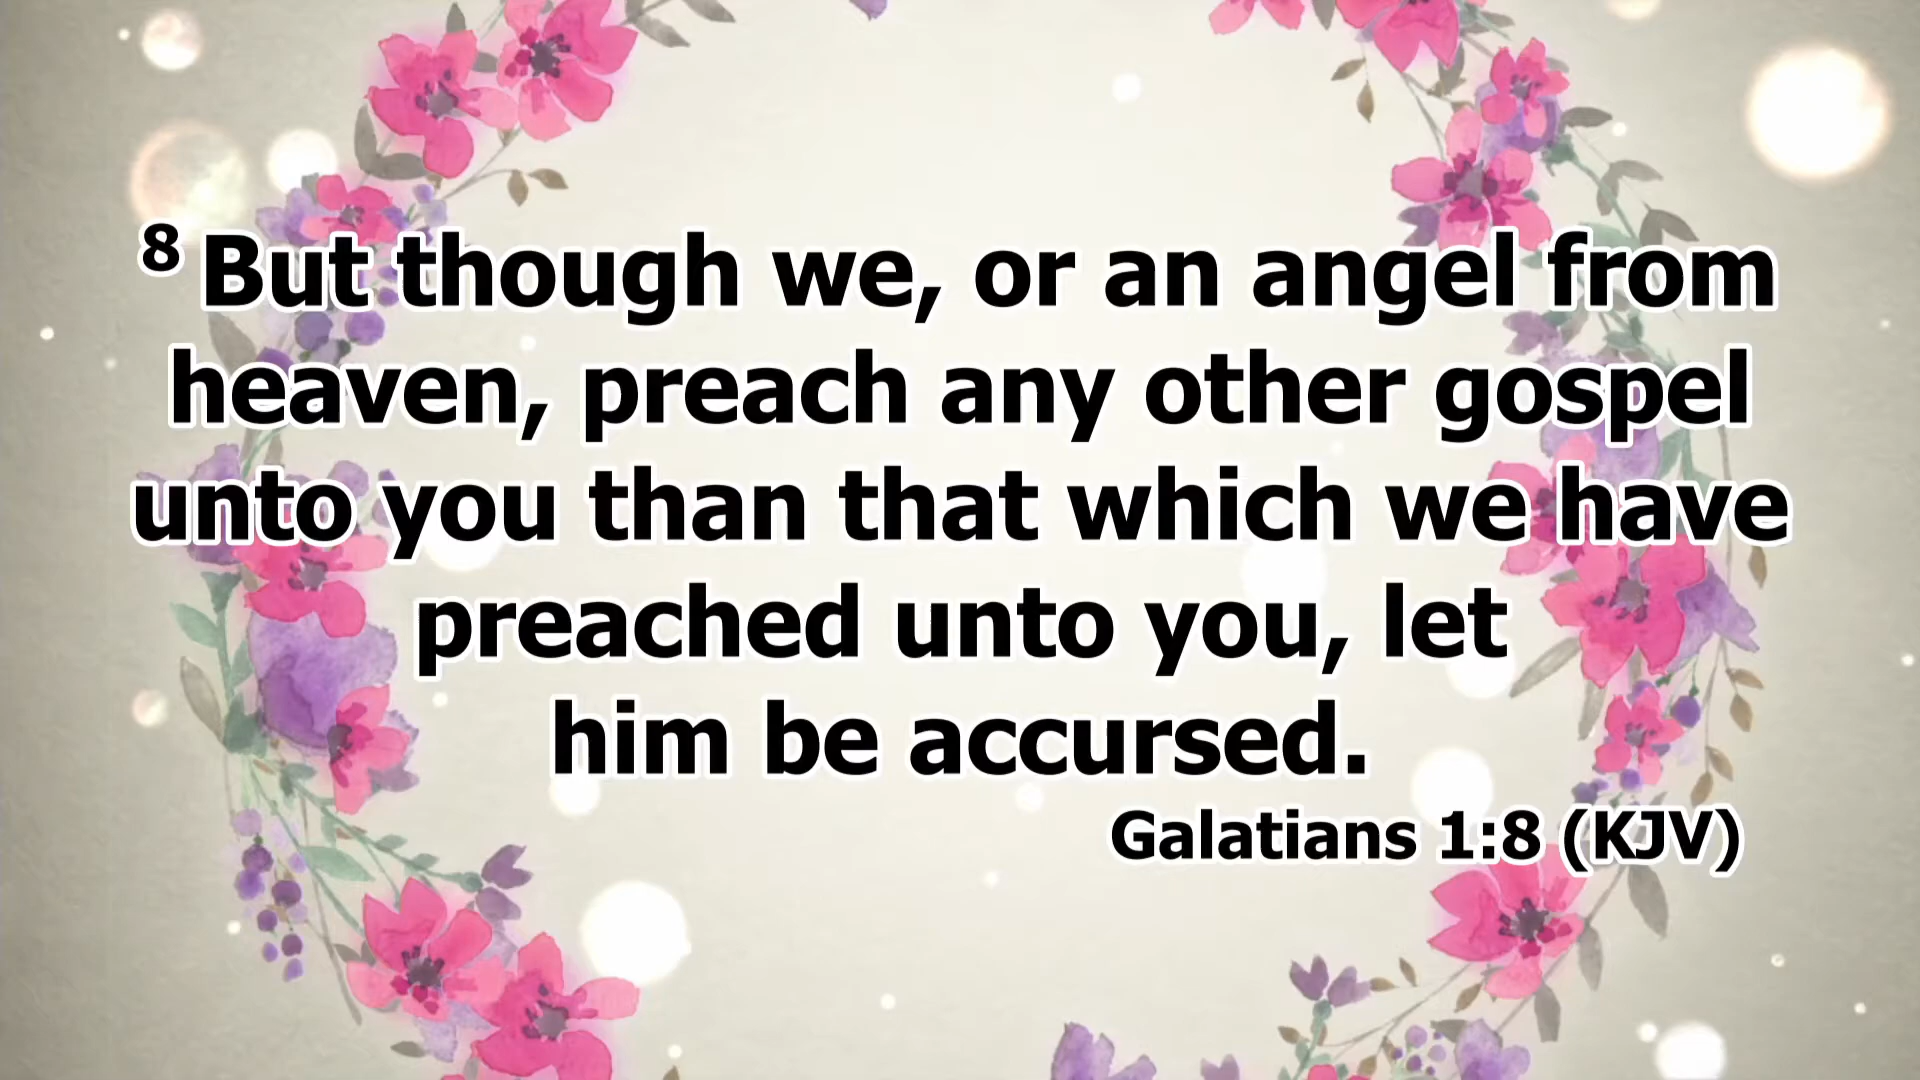 8 But though we, or an angel from
heaven, preach any other gospel
unto you than that which we have
preached unto you, let
him be accursed.
Galatians 1:8 (KJV)